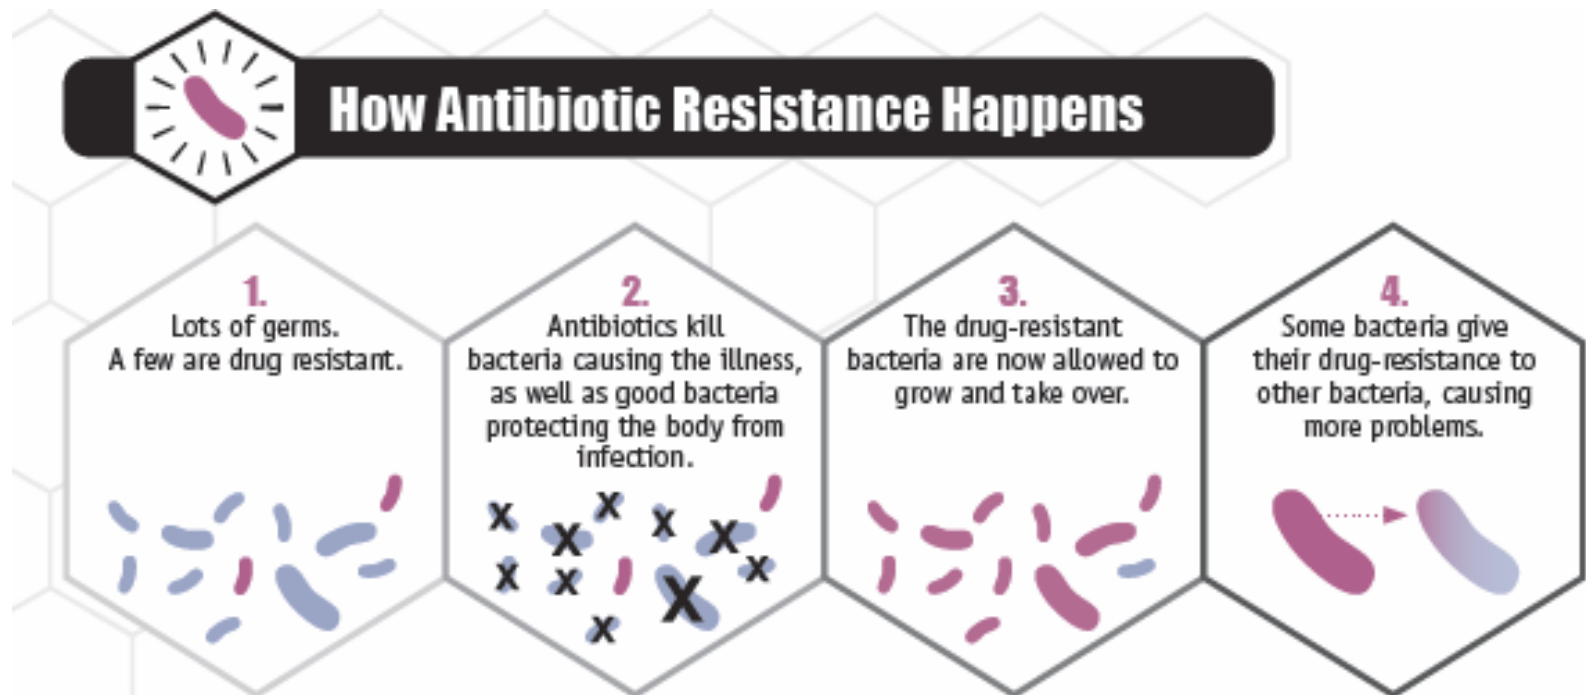 How Antibiotic Resistance Happens
1.
Lots of germs.
A few are drug resistant.
2.
Antibiotics kill
bacteria causing the illness,
as well as good bacteria
protecting the body from
infection.
X X X X X X X X X X
3.
The drug-resistant
bacteria are now allowed to
grow and take over.
4.
Some bacteria give
their drug-resistance to
other bacteria, causing
more problems.